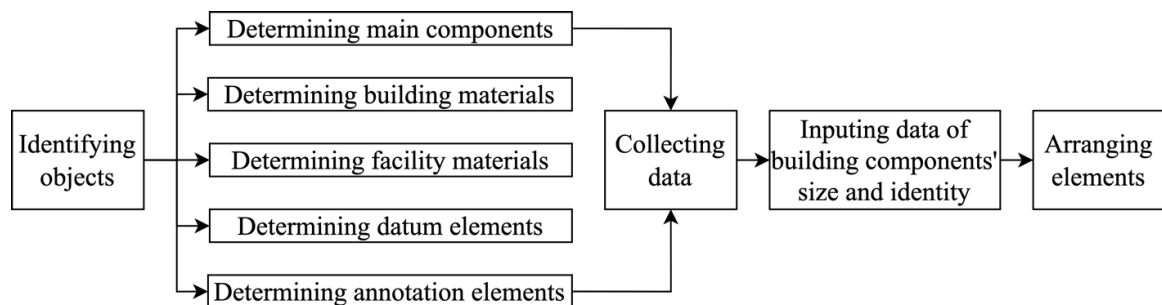 Identifying
objects
Determining main components
Determining building materials
Determining facility materials
Determining datum elements
Determining annotation elements
Collecting
data
Inputing data of
building components'
size and identity
Arranging
elements